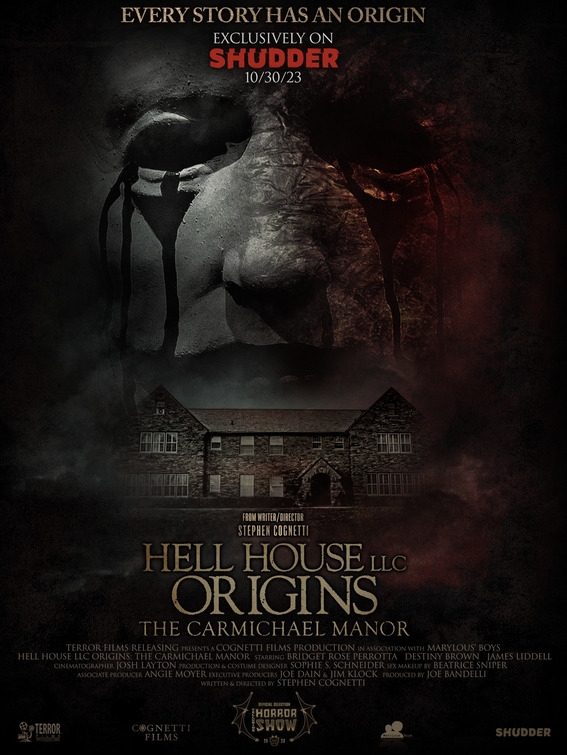 EVERY STORY HAS AN ORIGIN
EXCLUSIVELY ON
SHUDDER
10/30/23
FROM WRITER/DIRECTOR
STEPHEN COGNETTI
HELL HOUSE LLC
ORIGINS
THE CARMICHAEL MANOR
TERROR FILMS RELEASING PRESENTS A COGNETTI FILMS PRODUCTION IN ASSOCIATION WITH MARYLOUS' BOYS
HELL HOUSE LLC ORIGINS: THE CARMICHAEL MANOR STARRING BRIDGET ROSE PERROTTA DESTINY BROWN JAMES LIDDELL
CINEMATOGRAPHER JOSH LAYTON PRODUCTION & COSTUME DESIGNER SOPHIE S. SCHNEIDER SFX MAKEUP BY BEATRICE SNIPER
ASSOCIATE PRODUCER ANGIE MOYER EXECUTIVE PRODUCERS JOE DAIN & JIM KLOCK PRODUCED BY JOE BANDELLI
WRITTEN & DIRECTED BY STEPHEN COGNETTI
TERROR
COGNETTI
FILMS
OFFICIAL SELECTION
HORROR
SHOW
SHUDDER